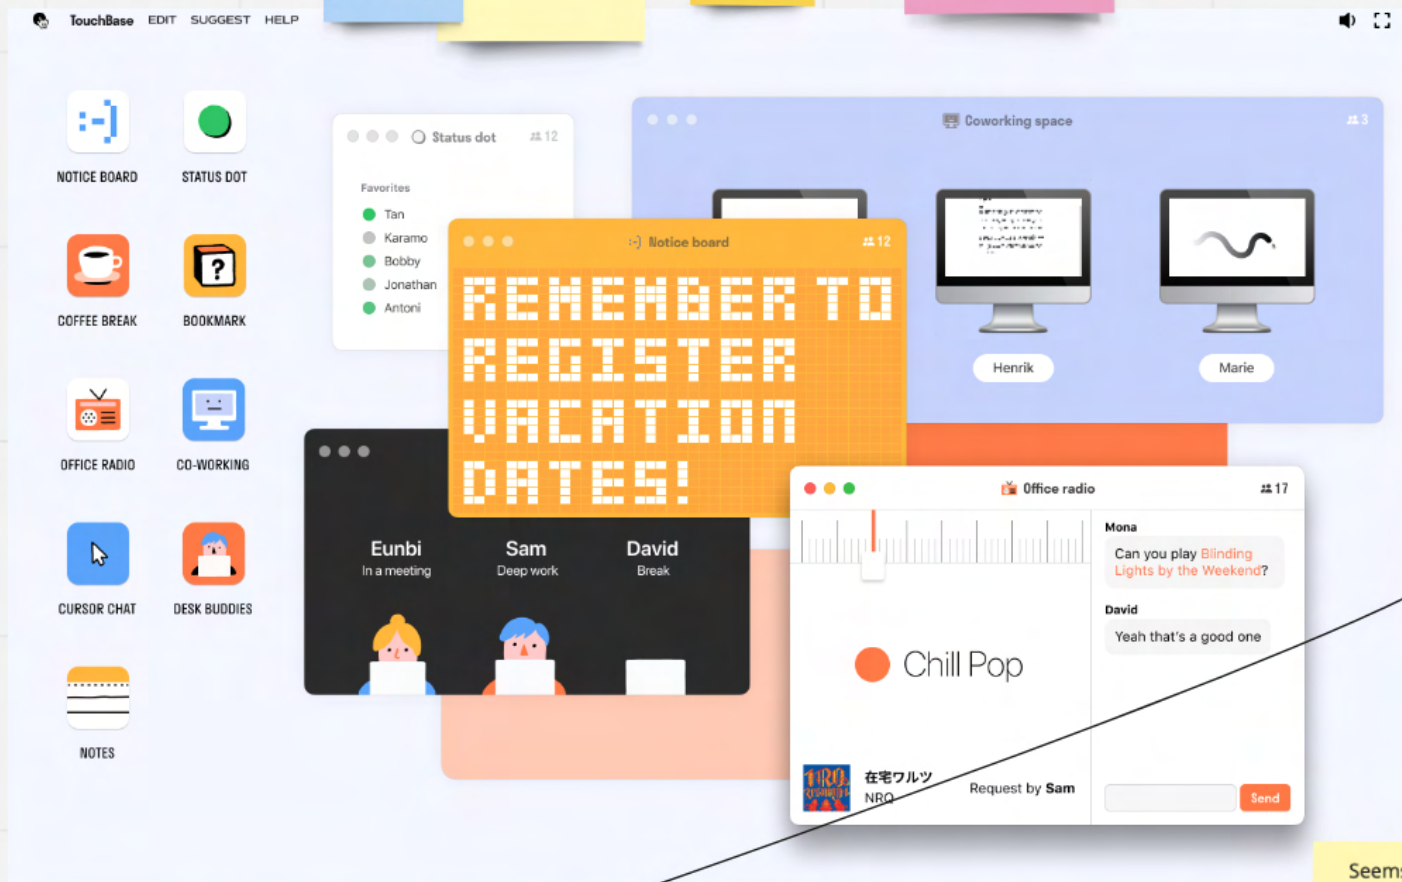 TouchBase EDIT SUGGEST HELP
NOTICE BOARD
STATUS DOT
COFFEE BREAK
BOOKMARK
OFFICE RADIO
CO-WORKING
CURSOR CHAT
DESK BUDDIES
NOTES
Status dot 12
Favorites
Tan
Karamo
Bobby
Jonathan
Antoni
Coworking space 3
Henrik
Marie
:-) Notice board 12
REMEMBER TO
REGISTER
VACATION
DATES!
Eunbi
In a meeting
Sam
Deep work
David
Break
Office radio 17
Chill Pop
在宅ワルツ
NRQ
Request by Sam
Mona
Can you play Blinding
Lights by the Weekend?
David
Yeah that's a good one
Send
Seems